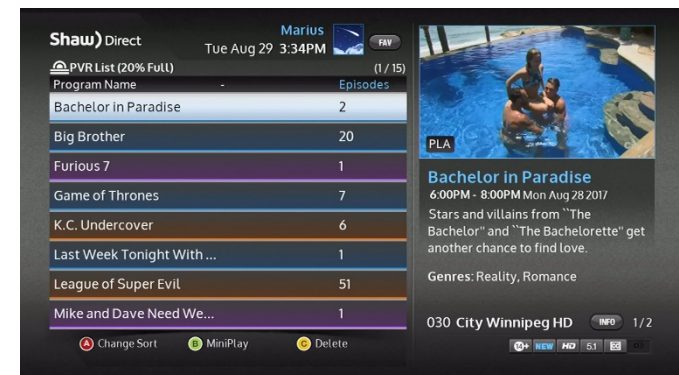 Shaw) Direct
Marius
Tue Aug 29 3:34PM
FAV
PVR List (20% Full)
(1 / 15)
Program Name - Episodes
Bachelor in Paradise 2
Big Brother 20
Furious 7 1
Game of Thrones 7
K.C. Undercover 6
Last Week Tonight With ... 1
League of Super Evil 51
Mike and Dave Need We... 1
A Change Sort B MiniPlay C Delete
PLA
Bachelor in Paradise
6:00PM - 8:00PM Mon Aug 28 2017
Stars and villains from ``The
Bachelor" and ``The Bachelorette" get
another chance to find love.
Genres: Reality, Romance
030 City Winnipeg HD INFO 1/2
14+ NEW HD 5.1 CC